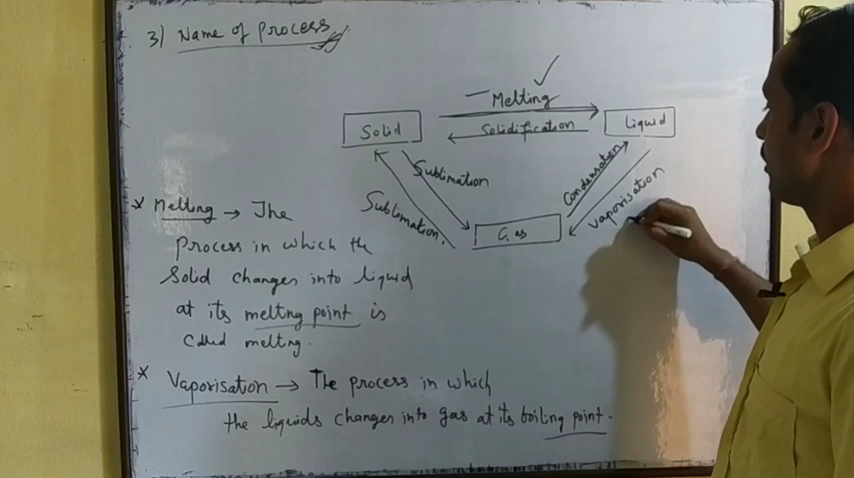 3) Name of Process
Melting
Solid
Solidification
Liquid
Sublimation
Sublimation.
Condensation
Vaporisation
Gas
* Melting → The
Process in which the
Solid changes into liquid
at its melting point is
called melting.
* Vaporisation → The process in which
the liquids changes into gas at its boiling point.